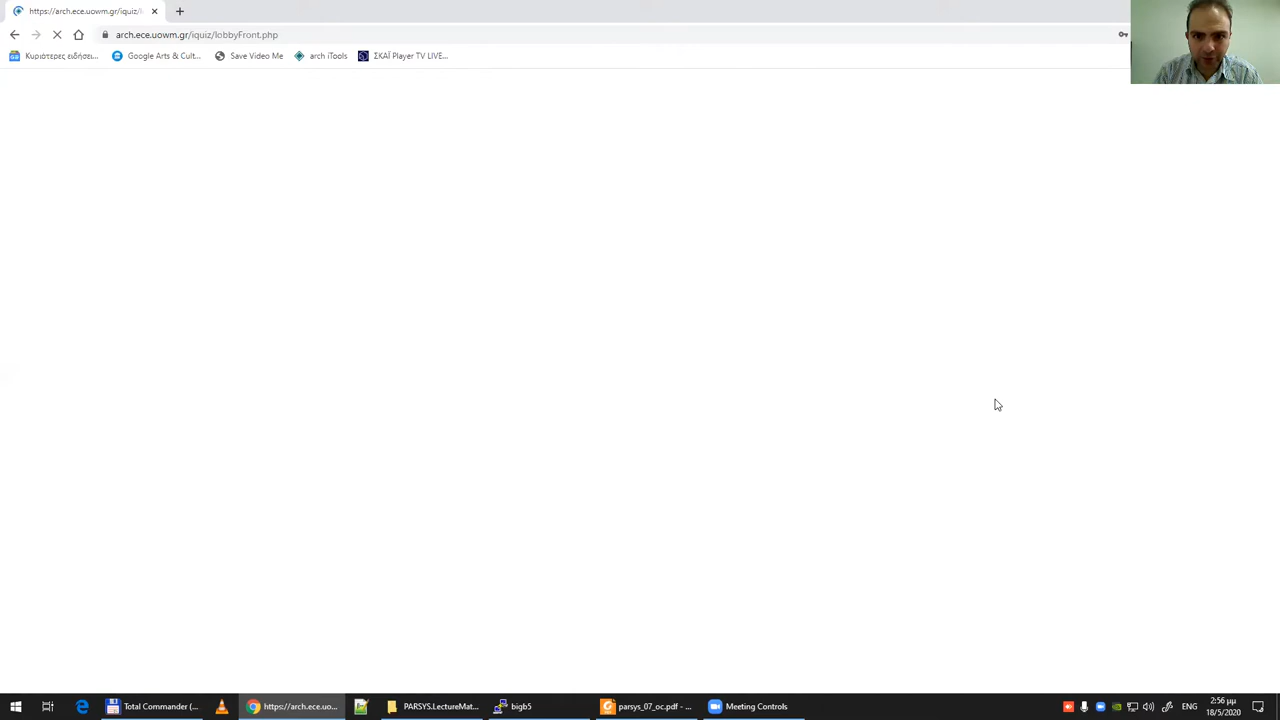 https://arch.ece.uowm.gr/iquiz/l
arch.ece.uowm.gr/iquiz/lobbyFront.php
Κυριότερες ειδήσει... Google Arts & Cult... Save Video Me arch iTools ΣΚΑΪ Player TV LIVE...
Total Commander (... https://arch.ece.uo... PARSYS.LectureMat... bigb5 parsys_07_oc.pdf - ... Meeting Controls ΕΝG 2:56 μμ
18/5/2020